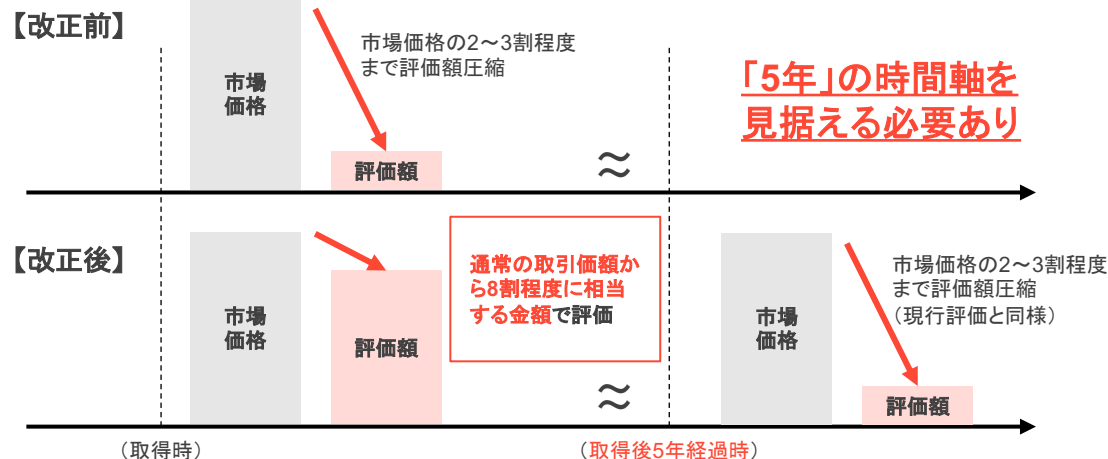 【改正前】
市場
価格
市場価格の2～3割程度
まで評価額圧縮
評価額
≈
「5年」の時間軸を
見据える必要あり
【改正後】
市場
価格
評価額
通常の取引価額か
ら8割程度に相当
する金額で評価
≈
市場
価格
市場価格の2～3割程度
まで評価額圧縮
（現行評価と同様）
評価額
（取得時）
（取得後5年経過時）